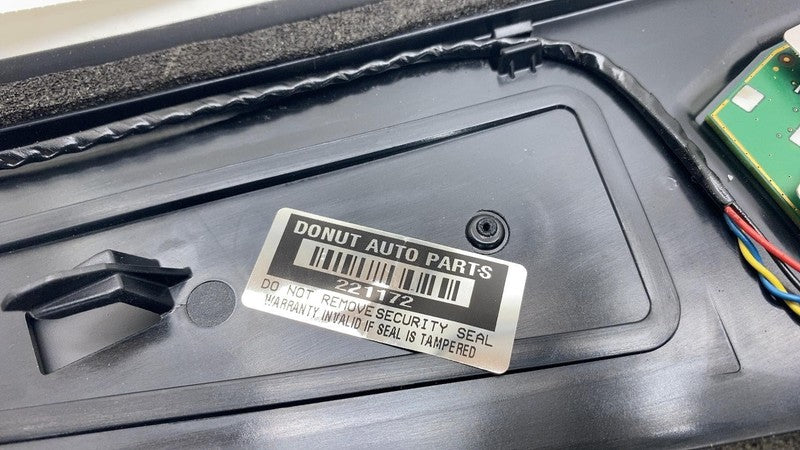 DONUT AUTO PARTS
221172
DO NOT REMOVE SECURITY SEAL
WARRANTY INVALID IF SEAL IS TAMPERED